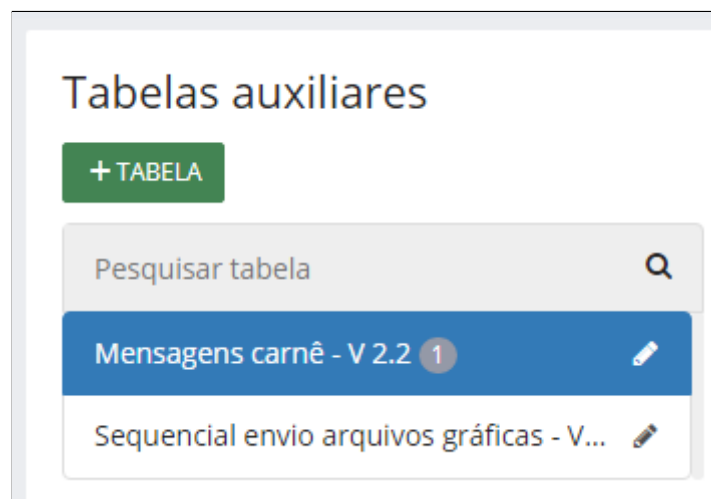 Tabelas auxiliares
+ TABELA
Pesquisar tabela
Mensagens carnê - V 2.2 1
Sequencial envio arquivos gráficas - V...